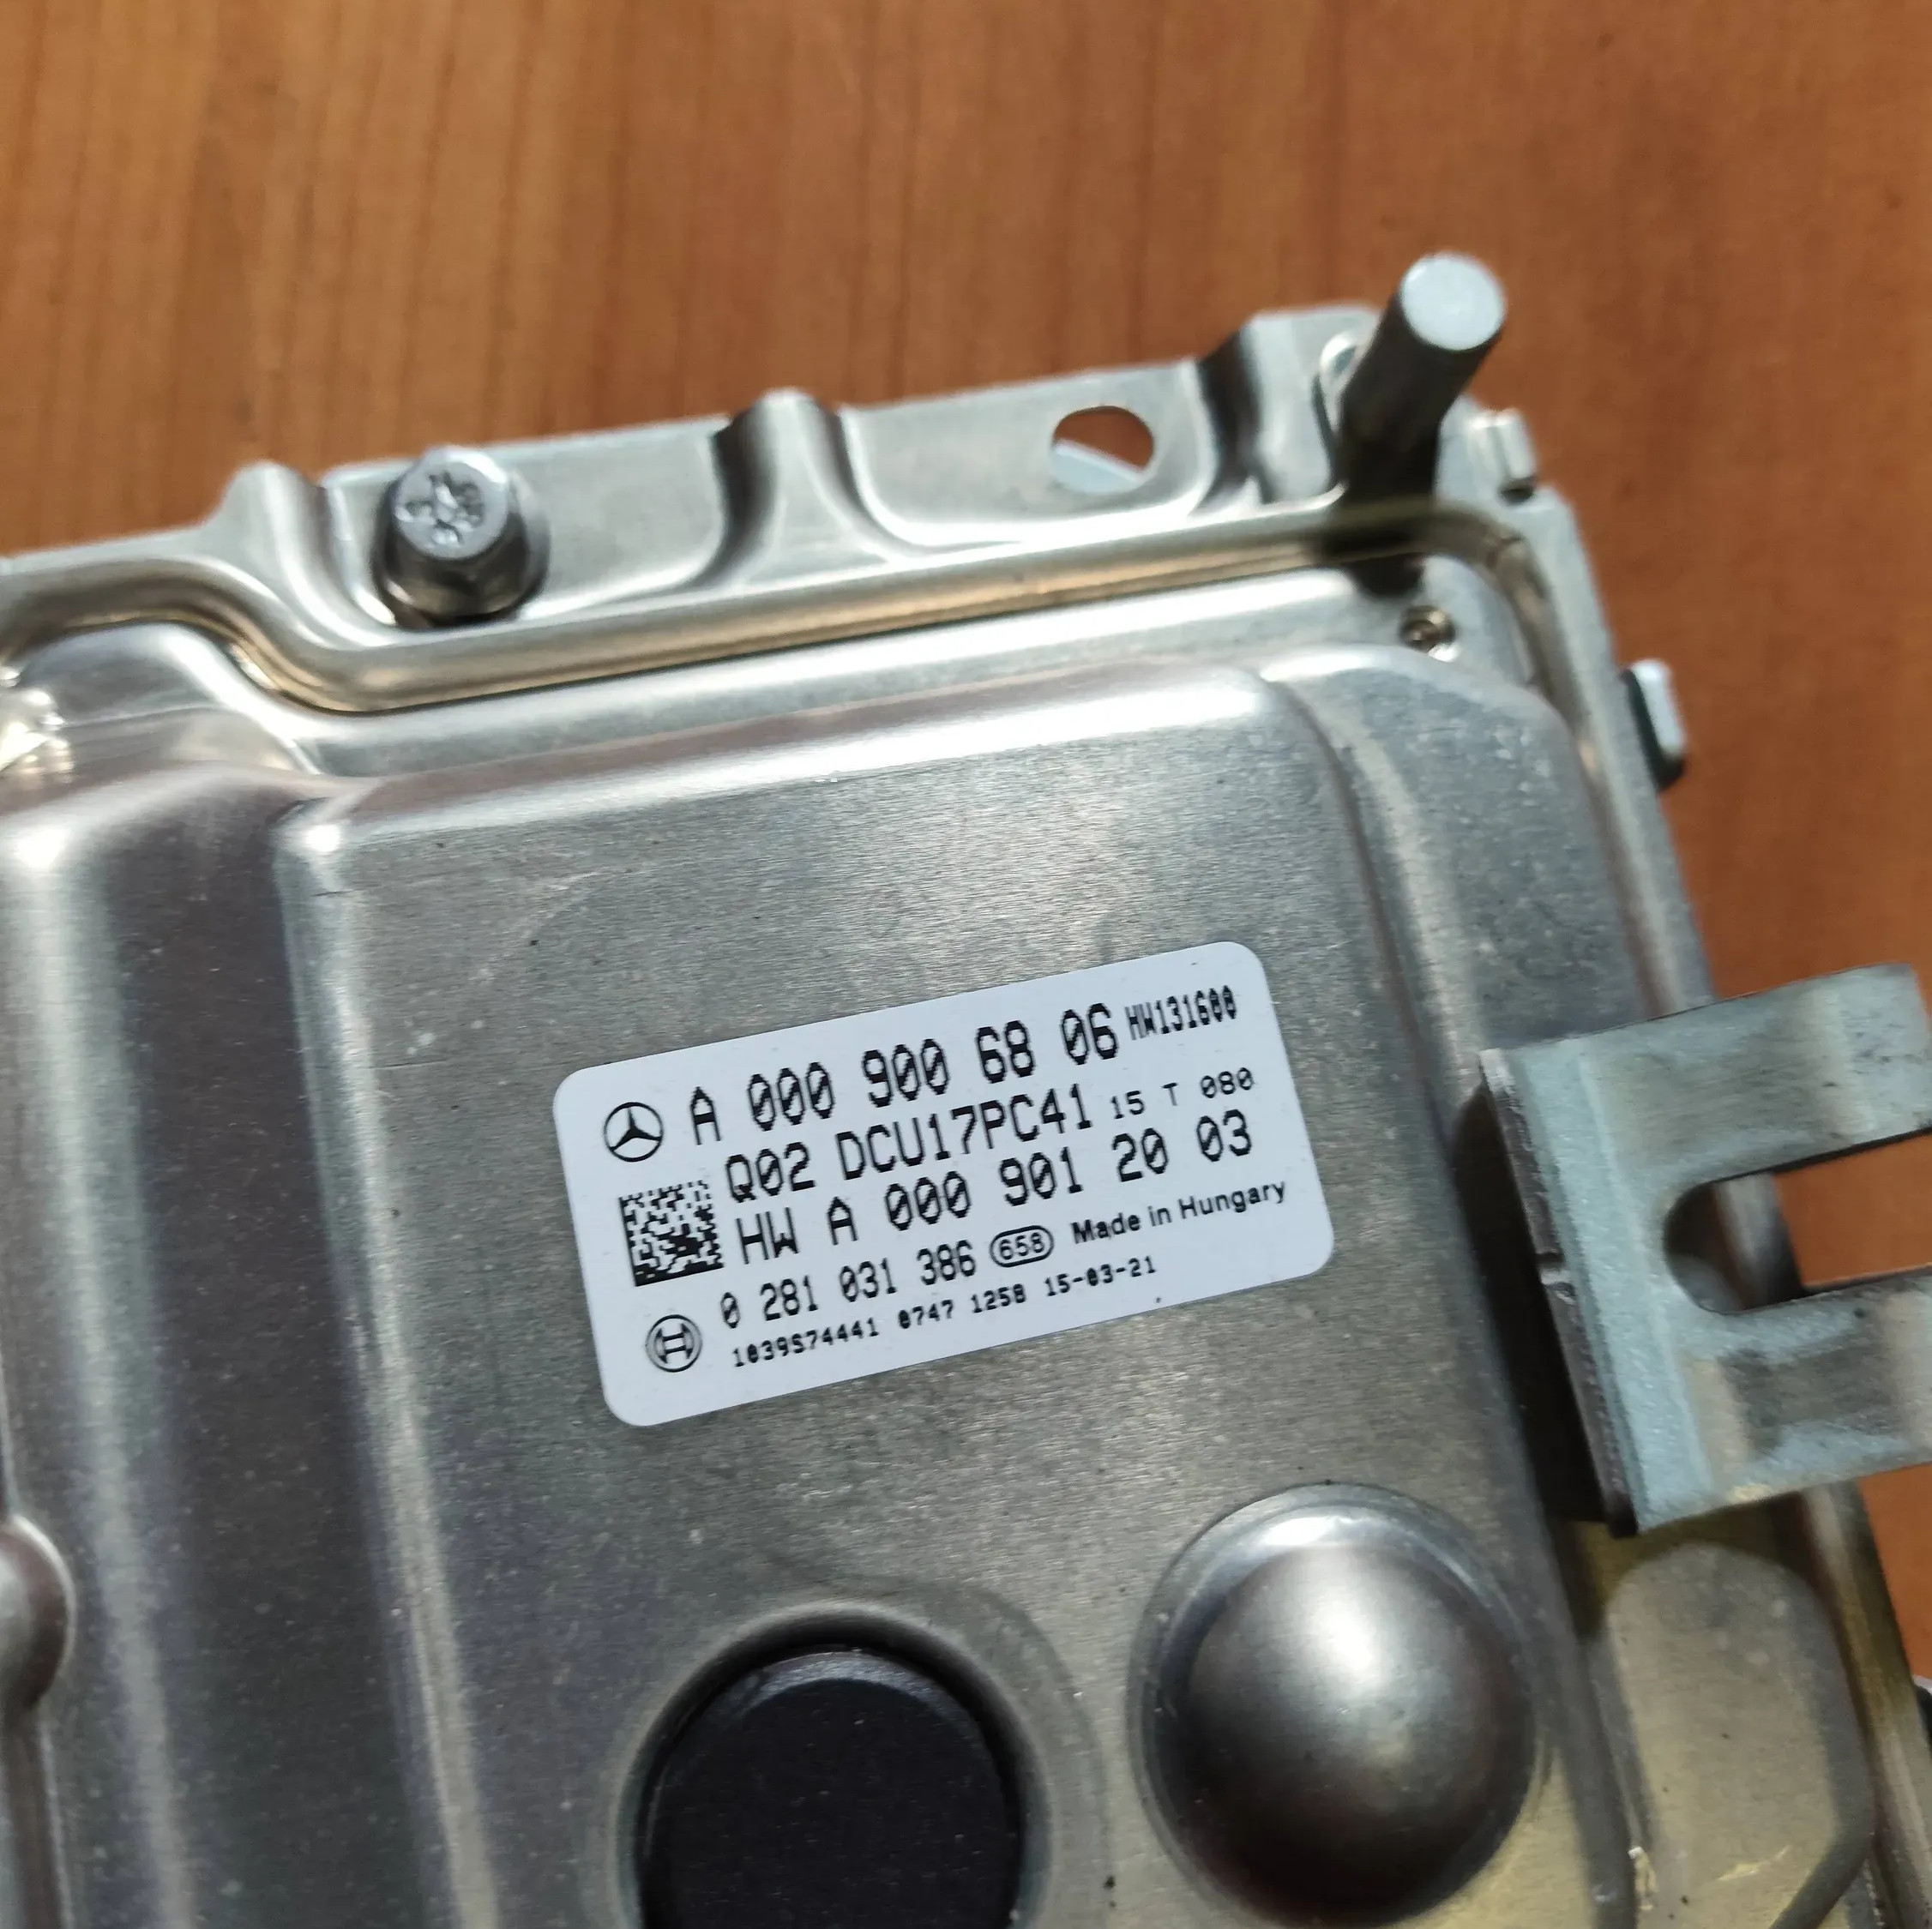 A 000 900 68 06 HW131600
Q02 DCU17PC41 15 T 080
HW A 000 901 20 03
0 281 031 386 658 Made in Hungary
1039S74441 0747 1258 15-03-21